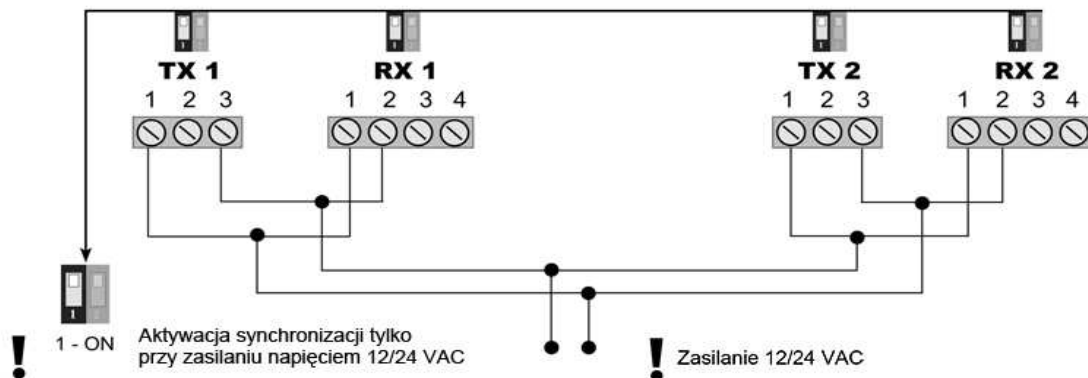 TX 1 RX 1 TX 2 RX 2
1 2 3 1 2 3 4 1 2 3 1 2 3 4
1 - ON
! Aktywacja synchronizacji tylko
przy zasilaniu napięciem 12/24 VAC
! Zasilanie 12/24 VAC